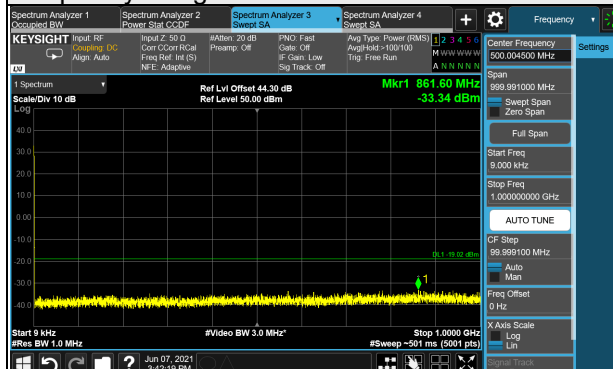 Spectrum Analyzer 1
Occupied BW
Spectrum Analyzer 2
Power Stat CCDF
Spectrum Analyzer 3
Swept SA
Spectrum Analyzer 4
Swept SA
+
Frequency
KEYSIGHT
Input: RF
Coupling: DC
Align: Auto
Input Z: 50 Ω
Corr CCorr RCal
Freq Ref: Int (S)
NFE: Adaptive
#Atten: 20 dB
Preamp: Off
PNO: Fast
Gate: Off
IF Gain: Low
Sig Track: Off
Avg Type: Power (RMS)
Avg|Hold:>100/100
Trig: Free Run
1 2 3 4 5 6
M W W W W W
A N N N N N
LXI
1 Spectrum
Scale/Div 10 dB
Log
Ref Lvl Offset 44.30 dB
Ref Level 50.00 dBm
Mkr1 861.60 MHz
-33.34 dBm
40.0
30.0
20.0
10.0
0.00
-10.0
-20.0
-30.0
-40.0
DL1 -19.02 dBm
1
Start 9 kHz
#Res BW 1.0 MHz
#Video BW 3.0 MHz*
Stop 1.0000 GHz
#Sweep ~501 ms (5001 pts)
?
Jun 07, 2021
3:42:19 PM
Center Frequency
500.004500 MHz
Settings
Span
999.991000 MHz
Swept Span
Zero Span
Full Span
Start Freq
9.000 kHz
Stop Freq
1.000000000 GHz
AUTO TUNE
CF Step
99.999100 MHz
Auto
Man
Freq Offset
0 Hz
X Axis Scale
Log
Lin
Signal Track